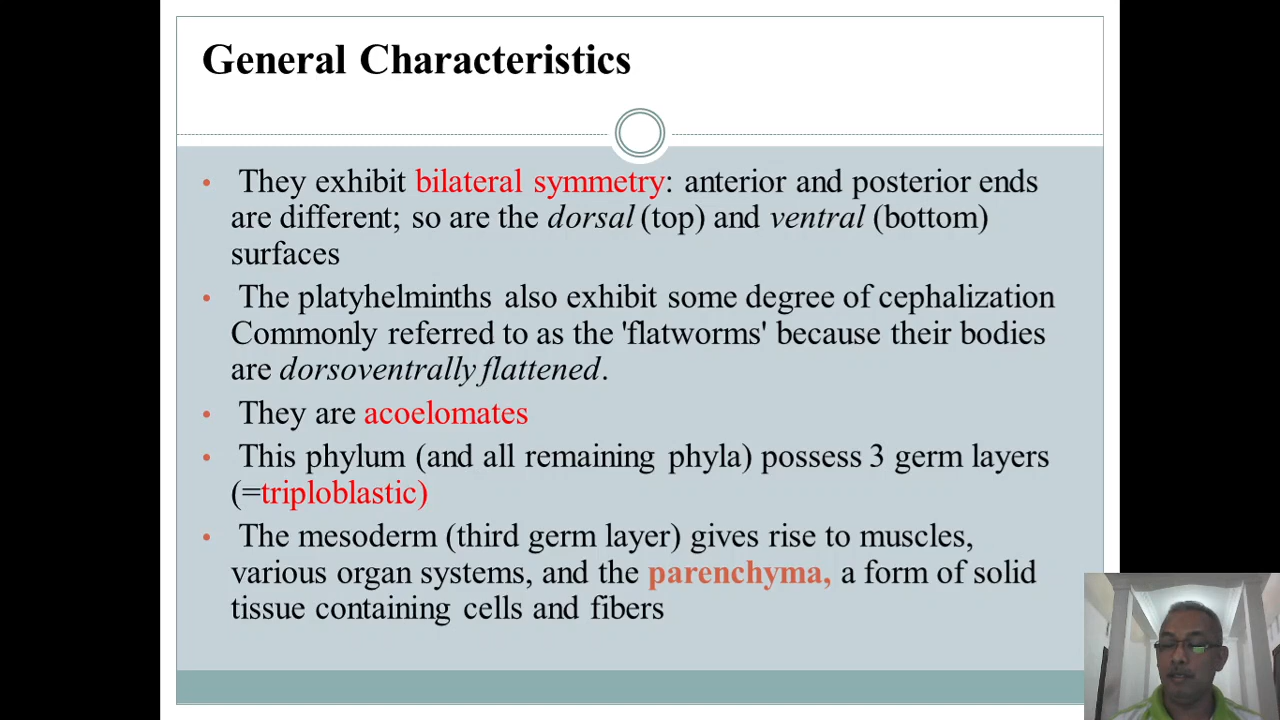 General Characteristics
• They exhibit bilateral symmetry: anterior and posterior ends
are different; so are the dorsal (top) and ventral (bottom)
surfaces
• The platyhelminths also exhibit some degree of cephalization
Commonly referred to as the 'flatworms' because their bodies
are dorsoventrally flattened.
• They are acoelomates
• This phylum (and all remaining phyla) possess 3 germ layers
(=triploblastic)
• The mesoderm (third germ layer) gives rise to muscles,
various organ systems, and the parenchyma, a form of solid
tissue containing cells and fibers